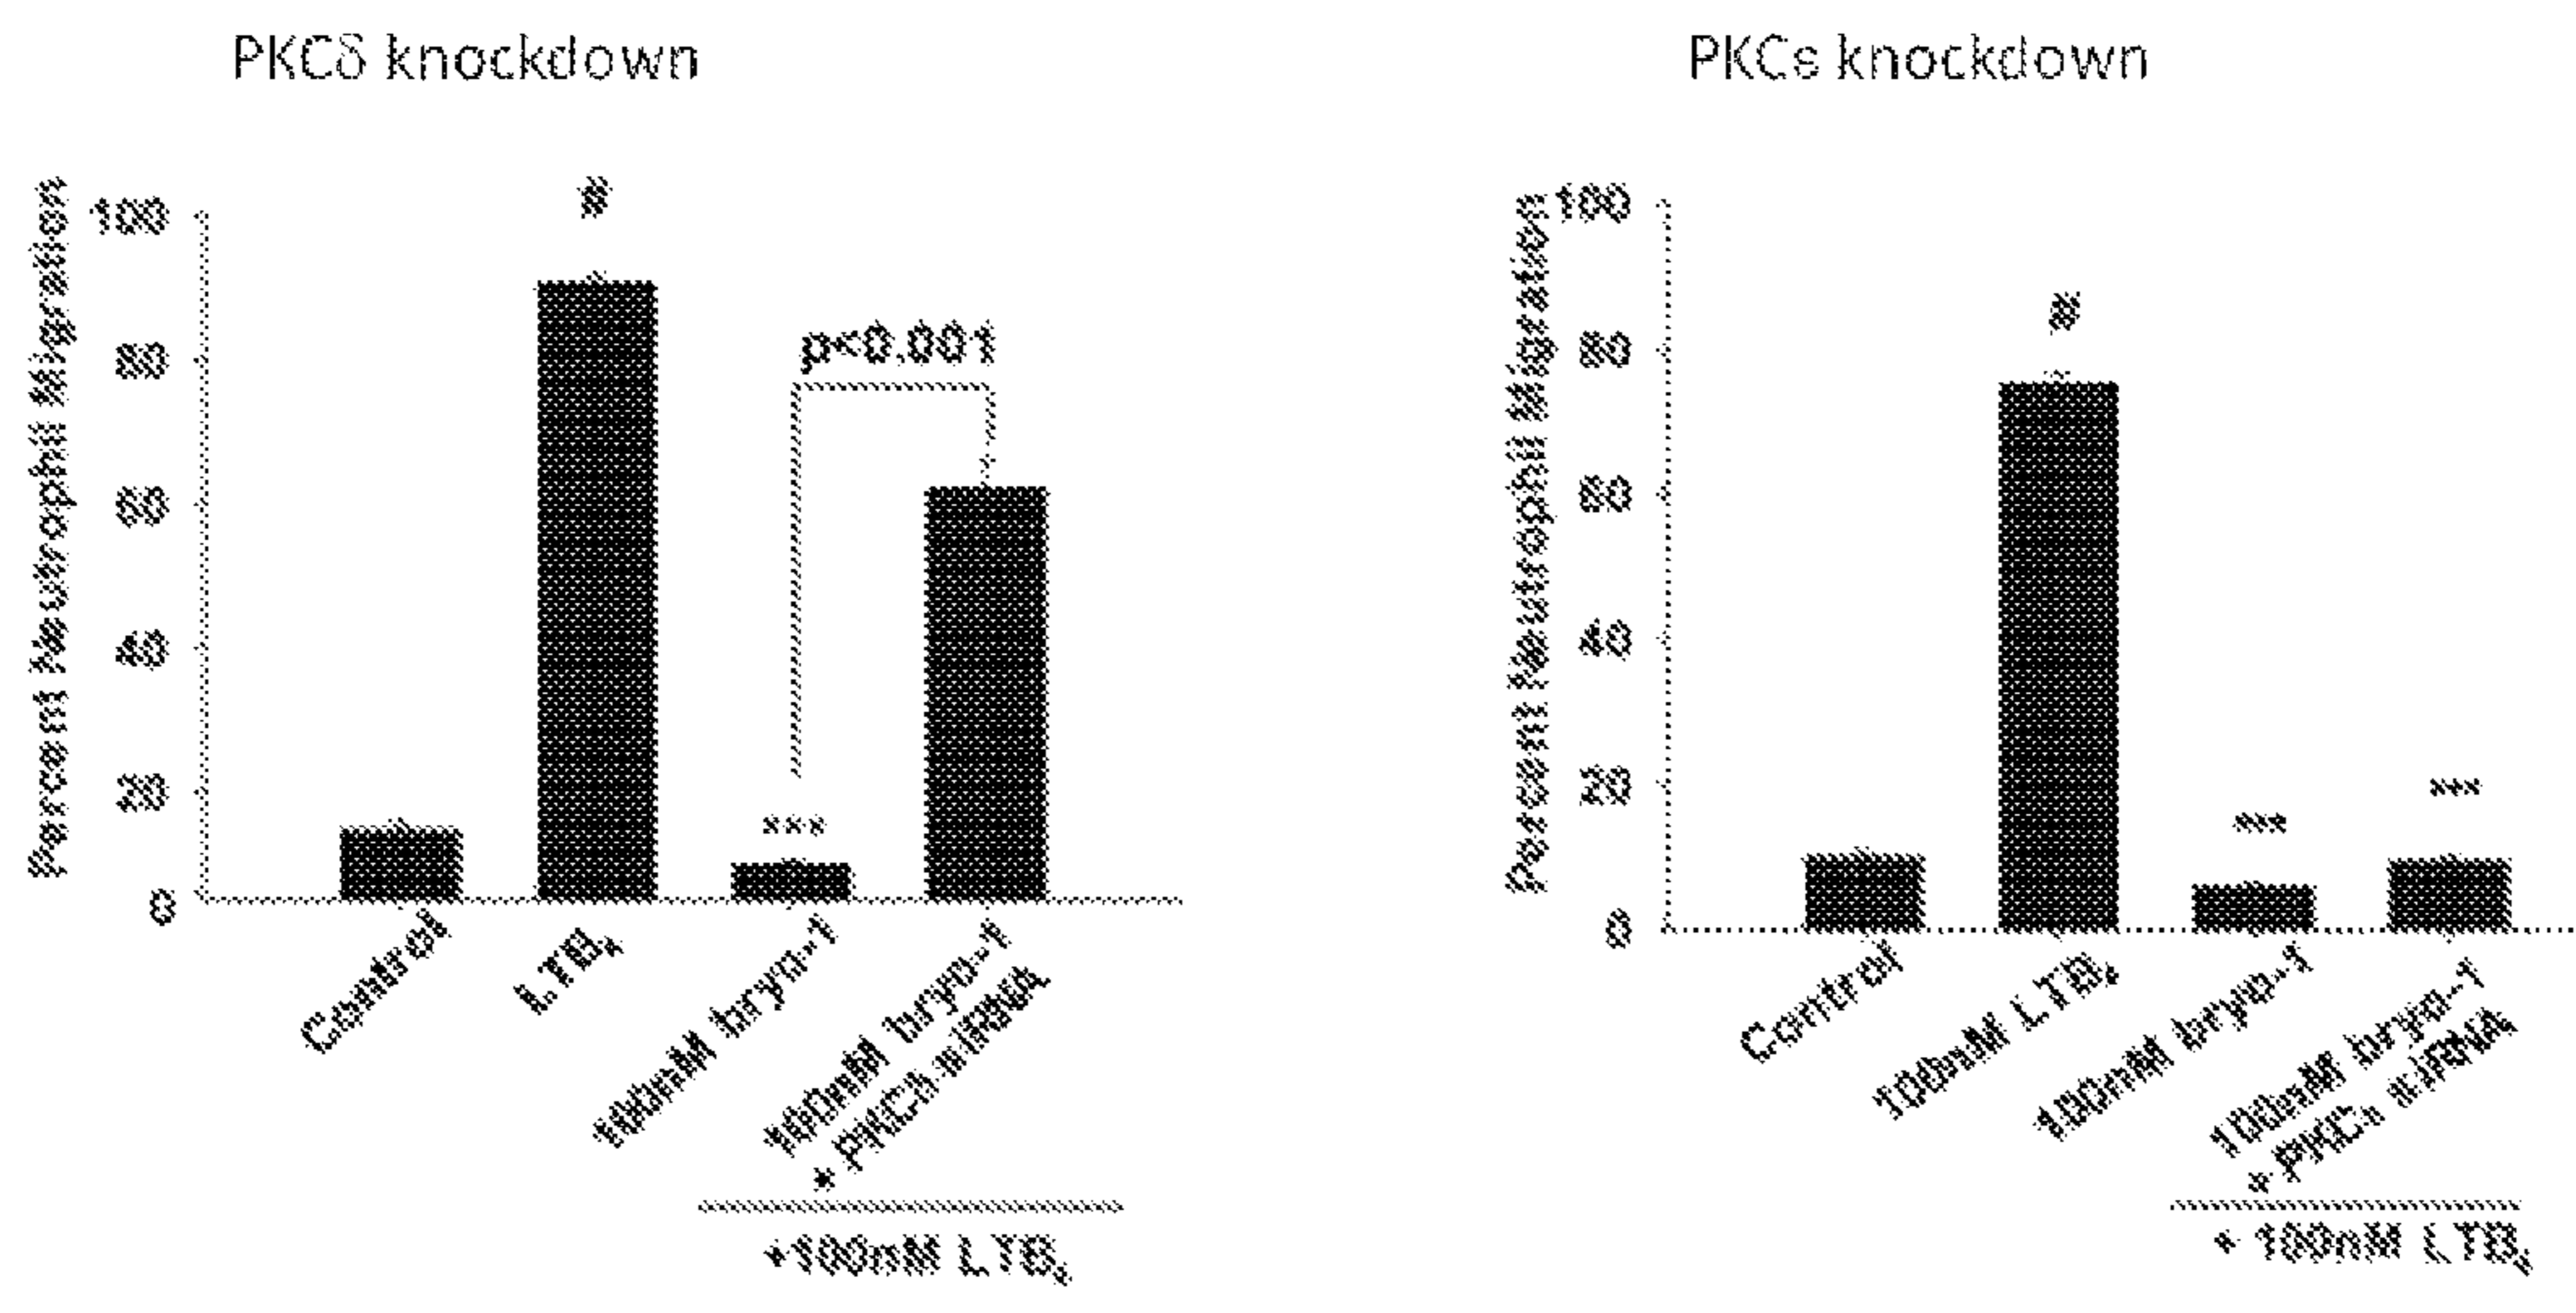 PKCδ knockdown
Percent Neutrophil Migration
100
80
60
40
20
0
#
p<0.001
***
Control
LTB4
100nM bryo-1
100nM bryo-1
+ PKCδ siRNA
+100nM LTB4
PKCε knockdown
Percent Neutrophil Migration
100
80
60
40
20
0
#
***
***
Control
100nM LTB4
100nM bryo-1
100nM bryo-1
+ PKCε siRNA
+ 100nM LTB4